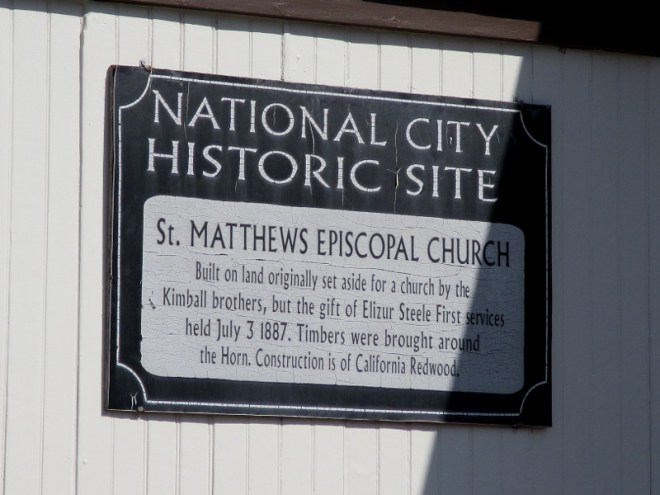 NATIONAL CITY
HISTORIC SITE
St. MATTHEWS EPISCOPAL CHURCH
Built on land originally set aside for a church by the
Kimball brothers, but the gift of Elizur Steele First services
held July 3 1887. Timbers were brought around
the Horn. Construction is of California Redwood.